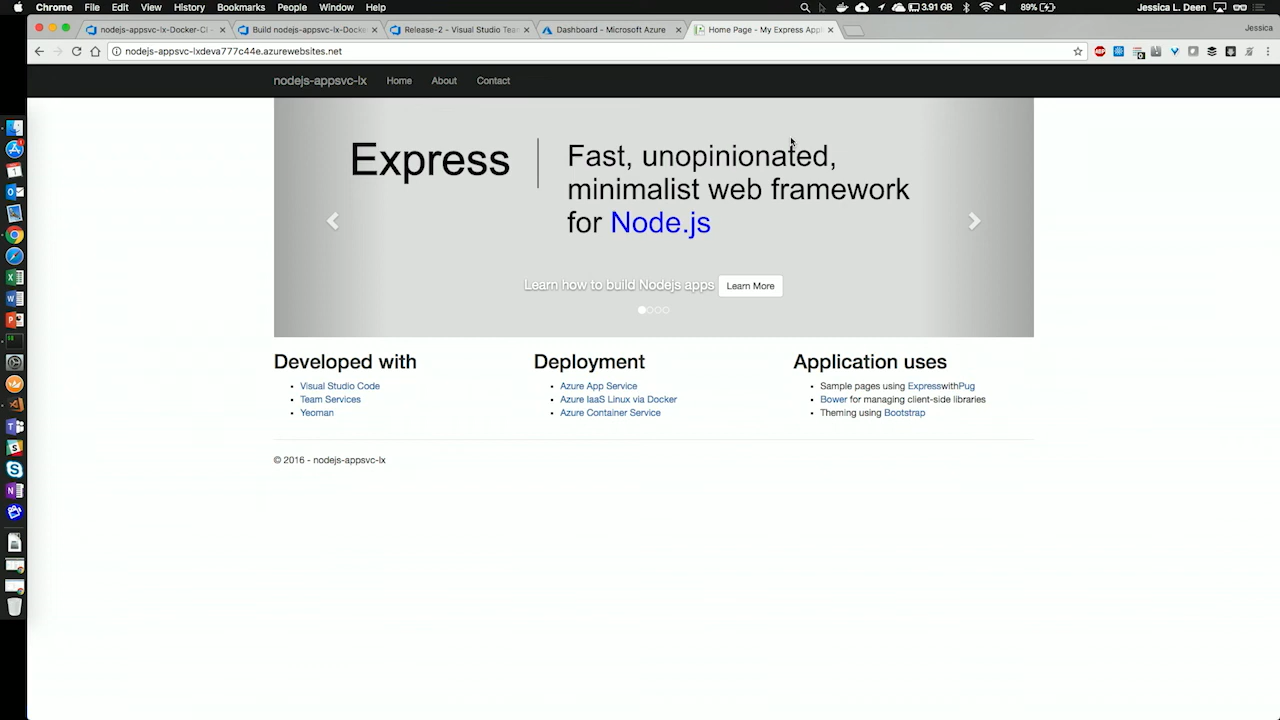 Chrome File Edit View History Bookmarks People Window Help 3.91 GB 89% Jessica L. Deen
nodejs-appsvc-lx-Docker-CI - Build nodejs-appsvc-lx-Docker- Release-2 - Visual Studio Tea Dashboard - Microsoft Azure Home Page - My Express Appl Jessica
nodejs-appsvc-lxdeva777c44e.azurewebsites.net
nodejs-appsvc-lx Home About Contact
Express
Fast, unopinionated,
minimalist web framework
for Node.js
Learn how to build Nodejs apps Learn More
Developed with
Visual Studio Code
Team Services
Yeoman
Deployment
Azure App Service
Azure IaaS Linux via Docker
Azure Container Service
Application uses
Sample pages using ExpresswithPug
Bower for managing client-side libraries
Theming using Bootstrap
© 2016 - nodejs-appsvc-lx